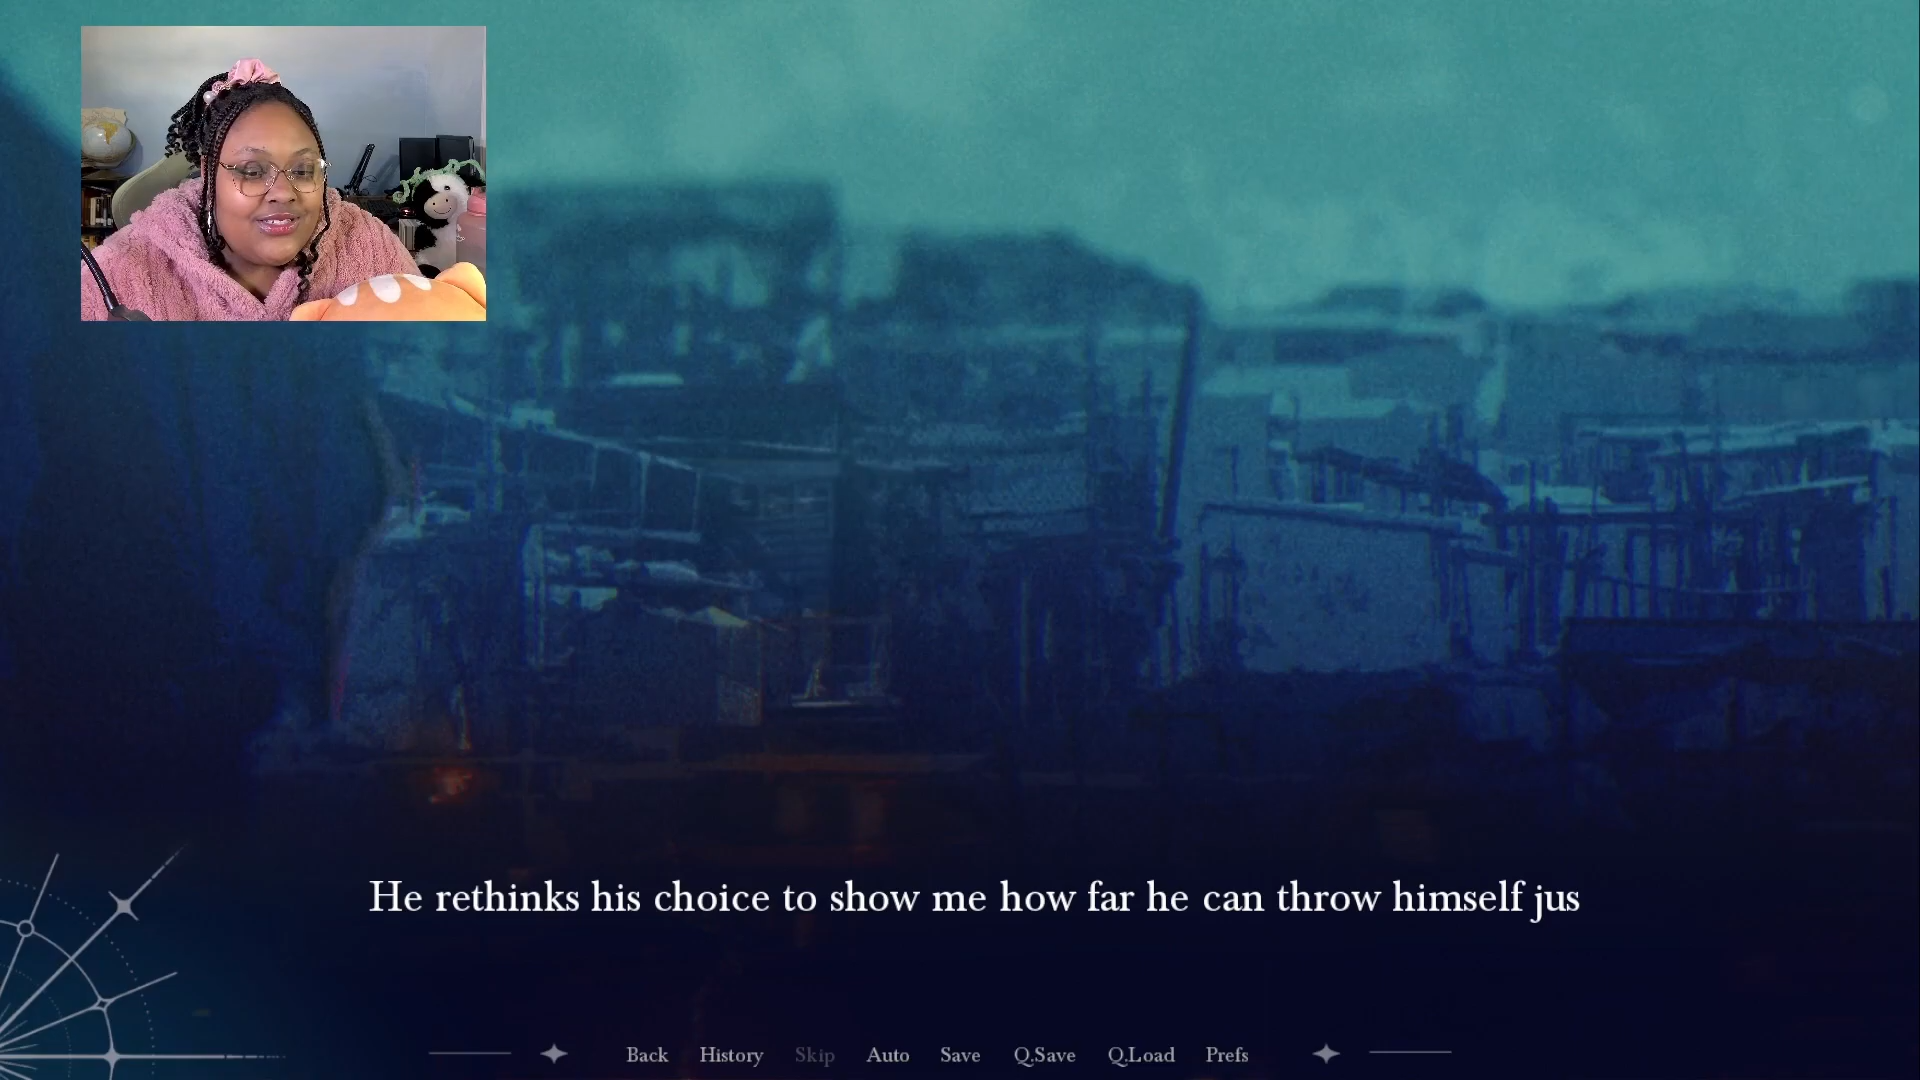 He rethinks his choice to show me how far he can throw himself jus
Back History Skip Auto Save Q.Save Q.Load Prefs